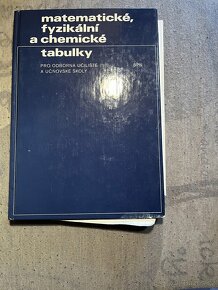 matematické,
fyzikální
a chemické
tabulky
PRO ODBORNÁ UČILIŠTĚ
A UČŇOVSKÉ ŠKOLY
SPN